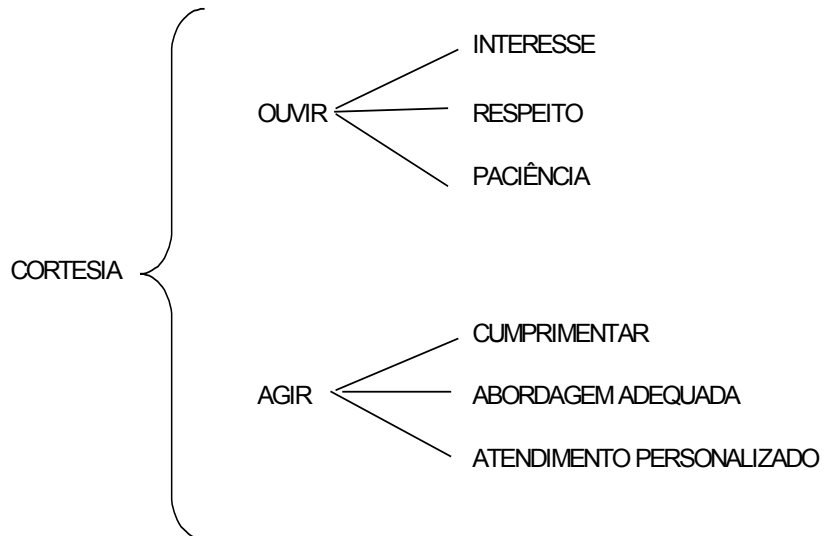 CORTESIA
OUVIR
INTERESSE
RESPEITO
PACIÊNCIA
AGIR
CUMPRIMENTAR
ABORDAGEM ADEQUADA
ATENDIMENTO PERSONALIZADO